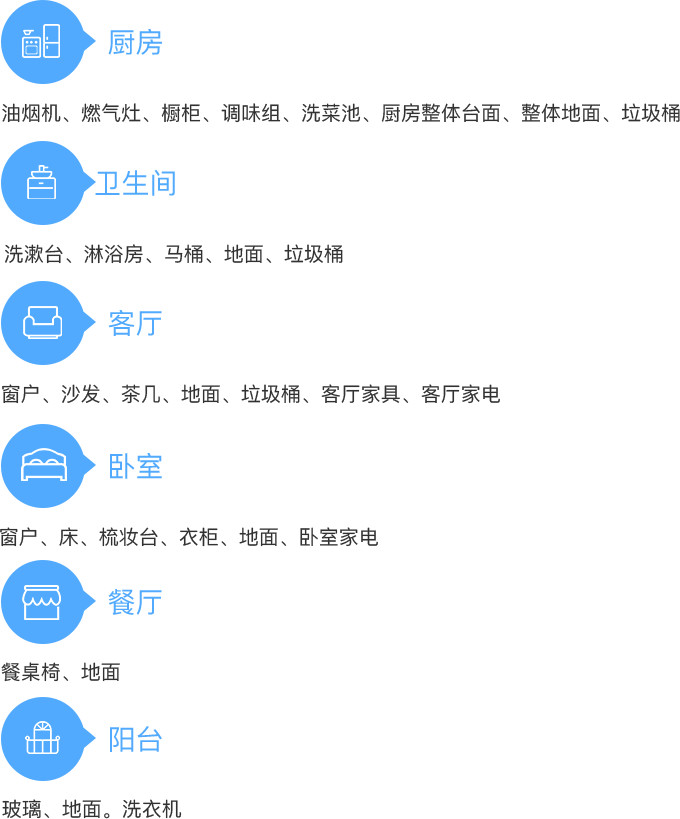 厨房
油烟机、燃气灶、橱柜、调味组、洗菜池、厨房整体台面、整体地面、垃圾桶
卫生间
洗漱台、淋浴房、马桶、地面、垃圾桶
客厅
窗户、沙发、茶几、地面、垃圾桶、客厅家具、客厅家电
卧室
窗户、床、梳妆台、衣柜、地面、卧室家电
餐厅
餐桌椅、地面
阳台
玻璃、地面。洗衣机